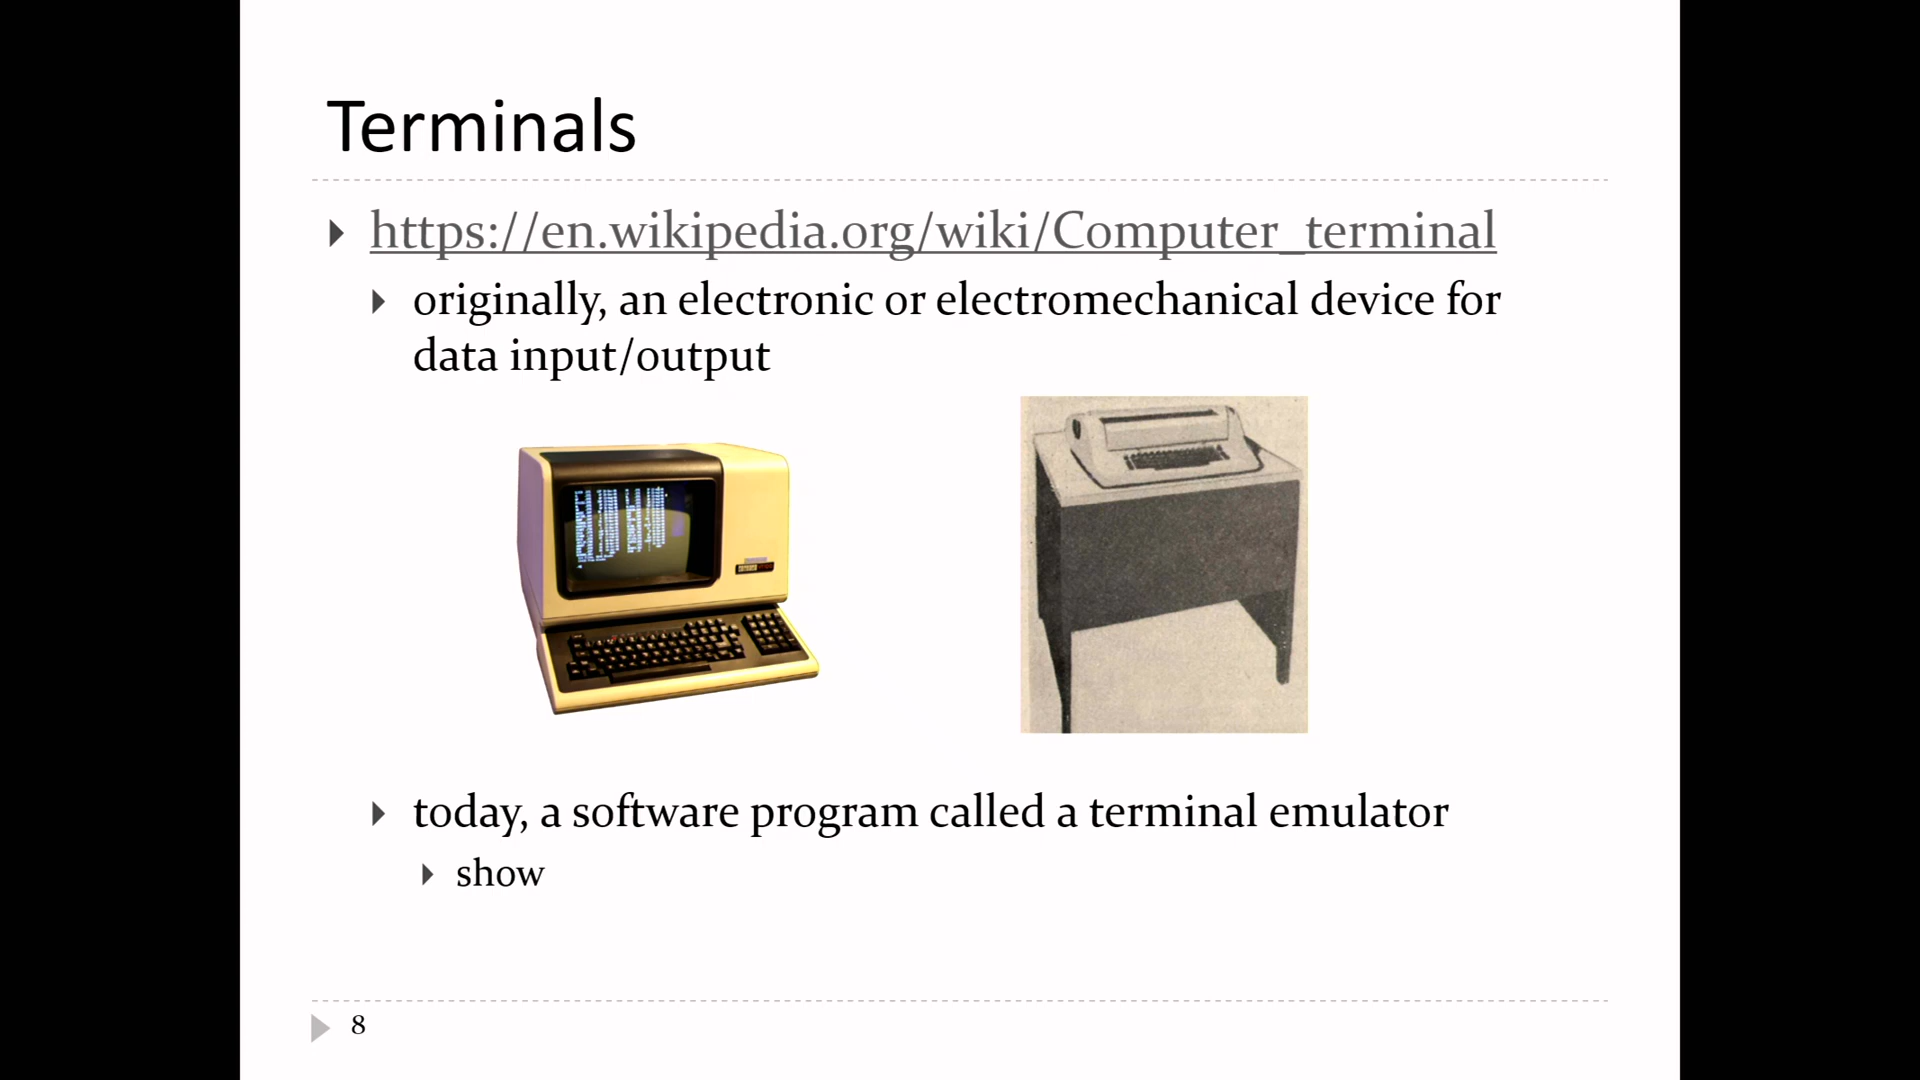 Terminals
https://en.wikipedia.org/wiki/Computer_terminal
originally, an electronic or electromechanical device for
data input/output
today, a software program called a terminal emulator
show
8